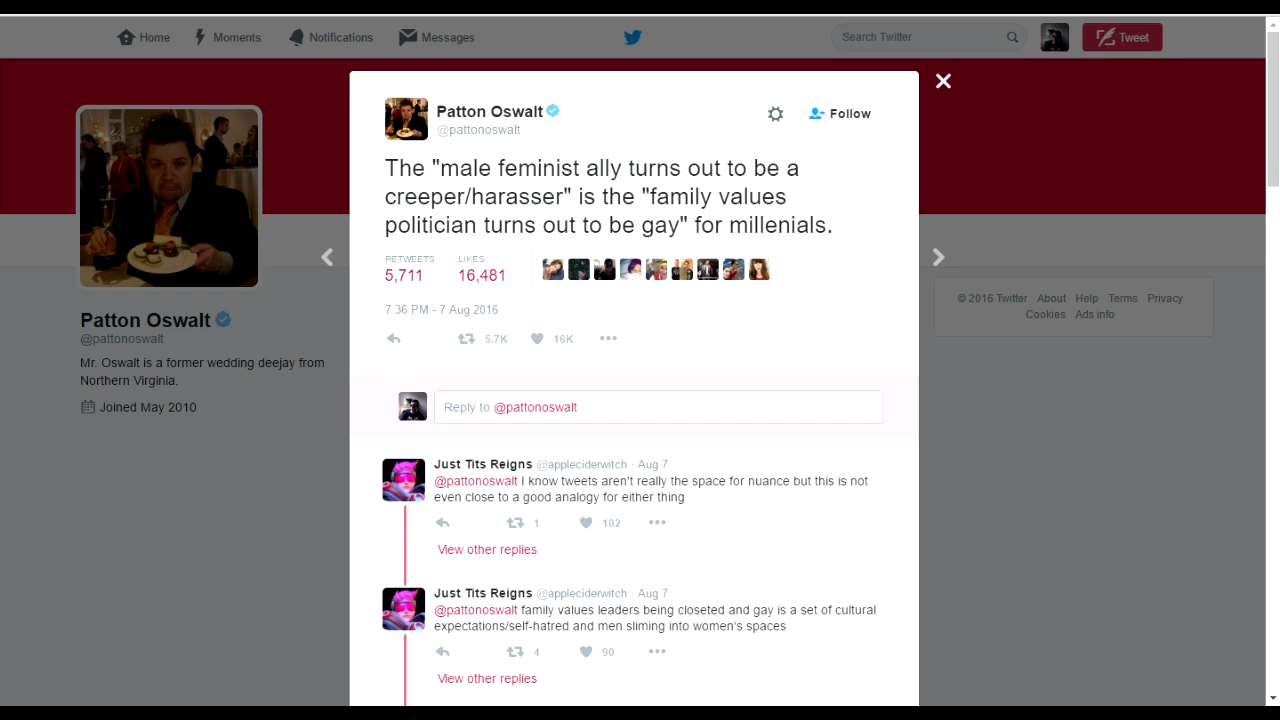 Home
Moments
Notifications
Messages
Search Twitter
Tweet
Patton Oswalt
@pattonoswalt
Follow
The "male feminist ally turns out to be a
creeper/harasser" is the "family values
politician turns out to be gay" for millenials.
RETWEETS
5,711
LIKES
16,481
7:36 PM - 7 Aug 2016
5.7K
16K
Reply to @pattonoswalt
Just Tits Reigns @appleciderwitch · Aug 7
@pattonoswalt I know tweets aren't really the space for nuance but this is not
even close to a good analogy for either thing
1
102
View other replies
Just Tits Reigns @appleciderwitch · Aug 7
@pattonoswalt family values leaders being closeted and gay is a set of cultural
expectations/self-hatred and men sliming into women's spaces
4
90
View other replies
Patton Oswalt
@pattonoswalt
Mr. Oswalt is a former wedding deejay from
Northern Virginia.
Joined May 2010
© 2016 Twitter About Help Terms Privacy
Cookies Ads info